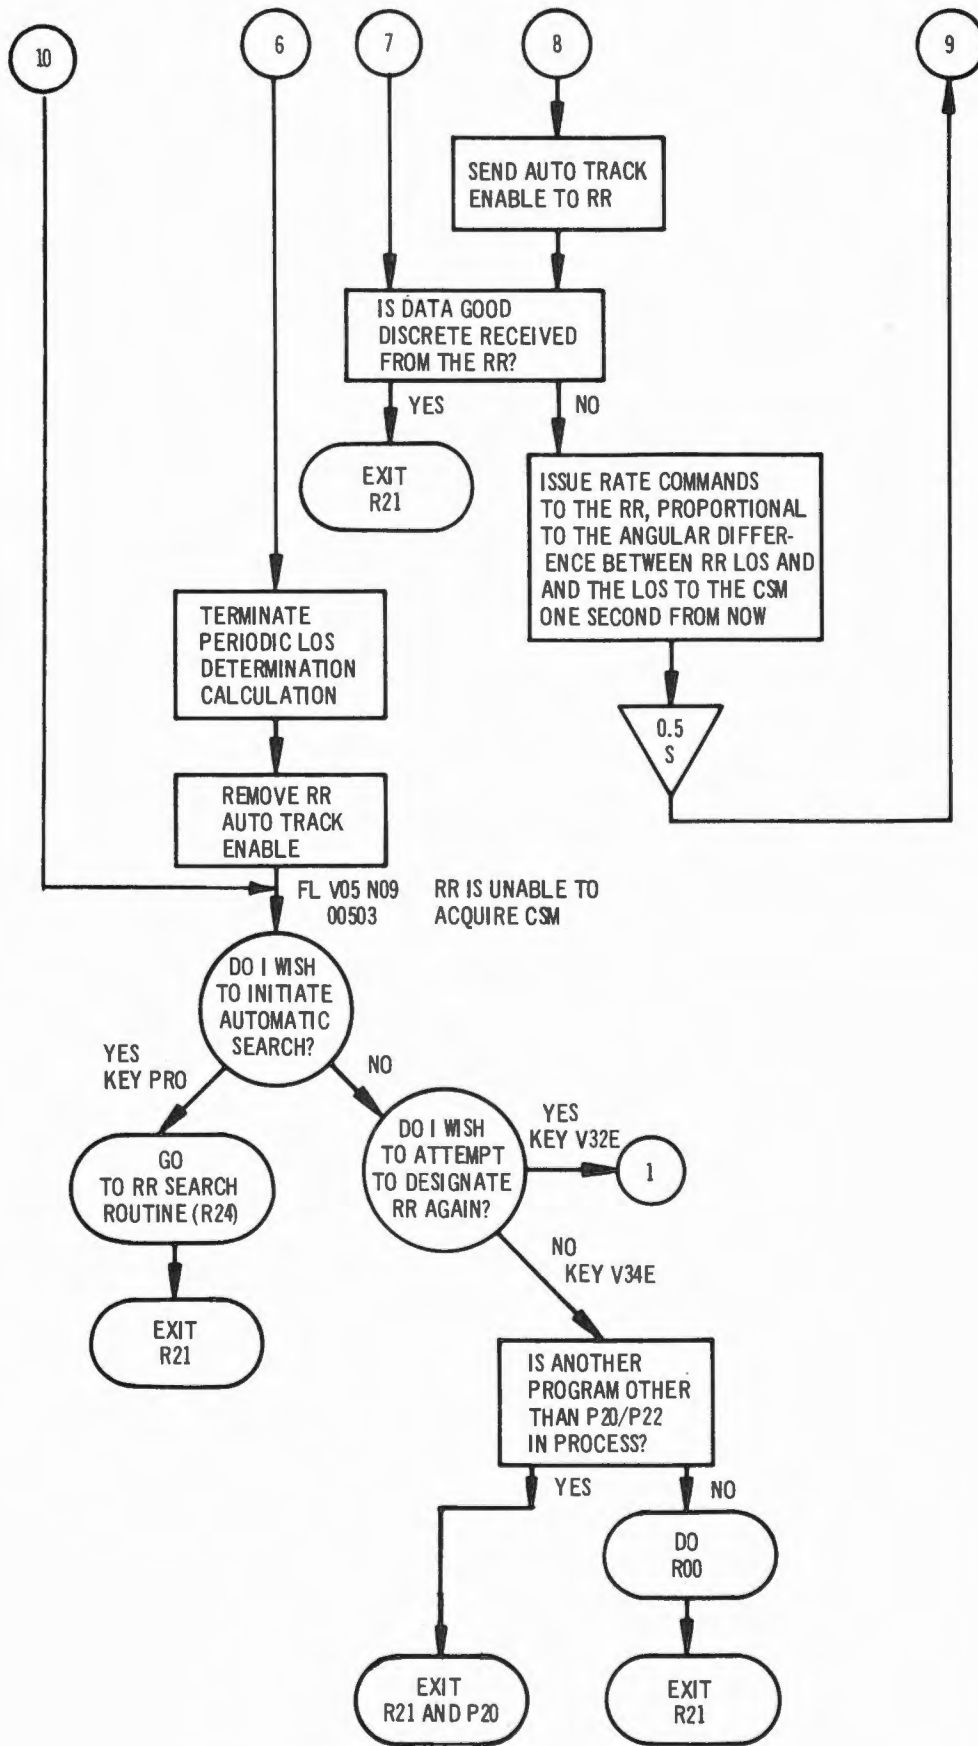 10
6
7
8
9
SEND AUTO TRACK
ENABLE TO RR
IS DATA GOOD
DISCRETE RECEIVED
FROM THE RR?
YES
NO
EXIT
R21
ISSUE RATE COMMANDS
TO THE RR, PROPORTIONAL
TO THE ANGULAR DIFFER-
ENCE BETWEEN RR LOS AND
AND THE LOS TO THE CSM
ONE SECOND FROM NOW
TERMINATE
PERIODIC LOS
DETERMINATION
CALCULATION
0.5
S
REMOVE RR
AUTO TRACK
ENABLE
FL V05 N09
00503
RR IS UNABLE TO
ACQUIRE CSM
DO I WISH
TO INITIATE
AUTOMATIC
SEARCH?
YES
KEY PRO
NO
GO
TO RR SEARCH
ROUTINE (R24)
EXIT
R21
DO I WISH
TO ATTEMPT
TO DESIGNATE
RR AGAIN?
YES
KEY V32E
1
NO
KEY V34E
IS ANOTHER
PROGRAM OTHER
THAN P20/P22
IN PROCESS?
YES
NO
DO
R00
EXIT
R21 AND P20
EXIT
R21